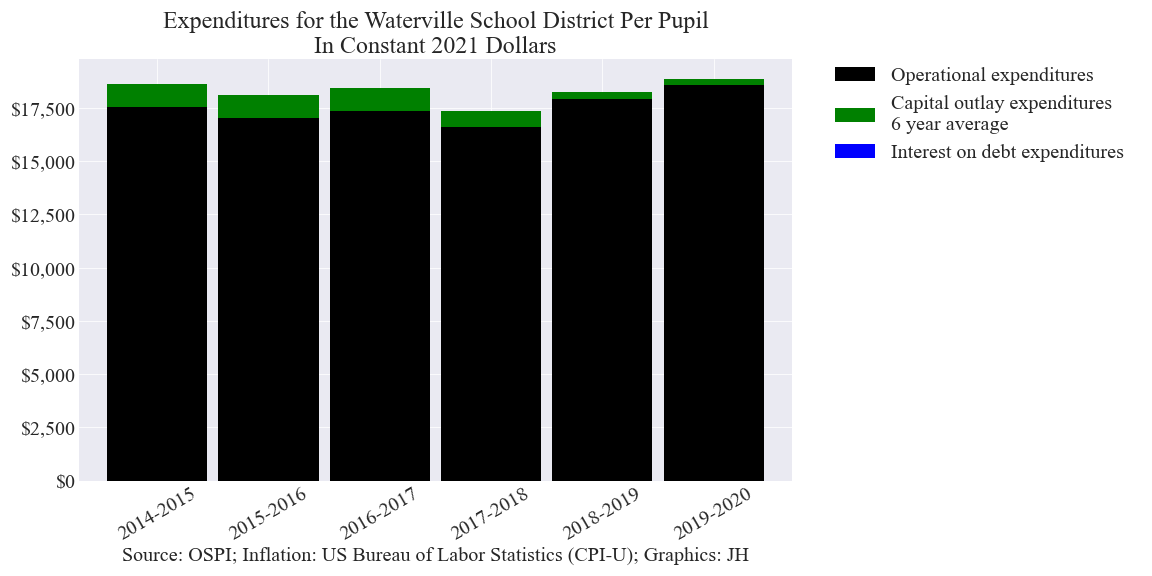 Expenditures for the Waterville School District Per Pupil
In Constant 2021 Dollars
Operational expenditures
Capital outlay expenditures
6 year average
Interest on debt expenditures
$17,500
$15,000
$12,500
$10,000
$7,500
$5,000
$2,500
$0
2014-2015
2015-2016
2016-2017
2017-2018
2018-2019
2019-2020
Source: OSPI; Inflation: US Bureau of Labor Statistics (CPI-U); Graphics: JH